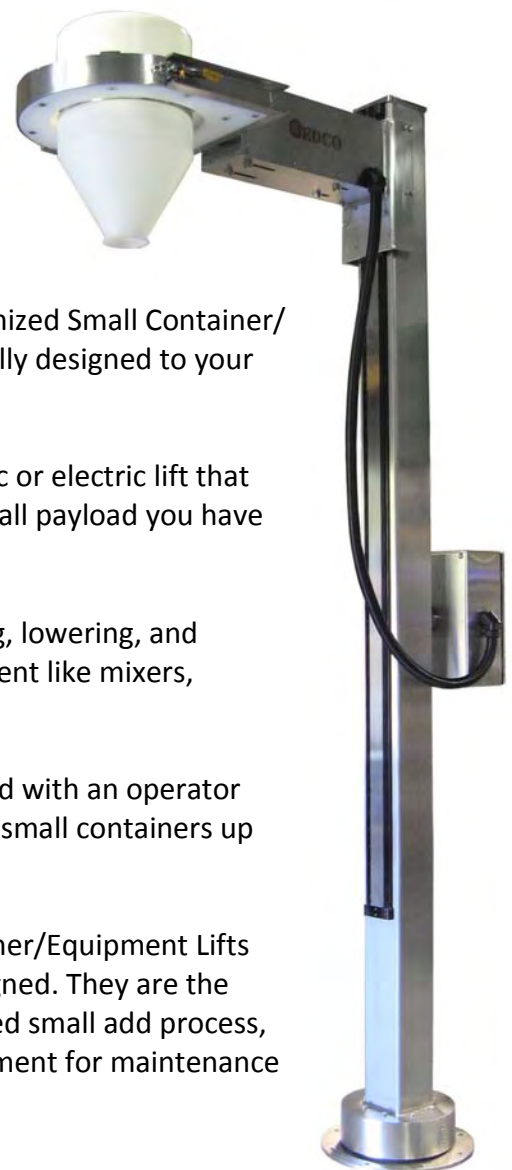 GEDCO
nized Small Container/
lly designed to your
c or electric lift that
all payload you have
g, lowering, and
ent like mixers,
d with an operator
small containers up
ner/Equipment Lifts
gned. They are the
ed small add process,
ment for maintenance